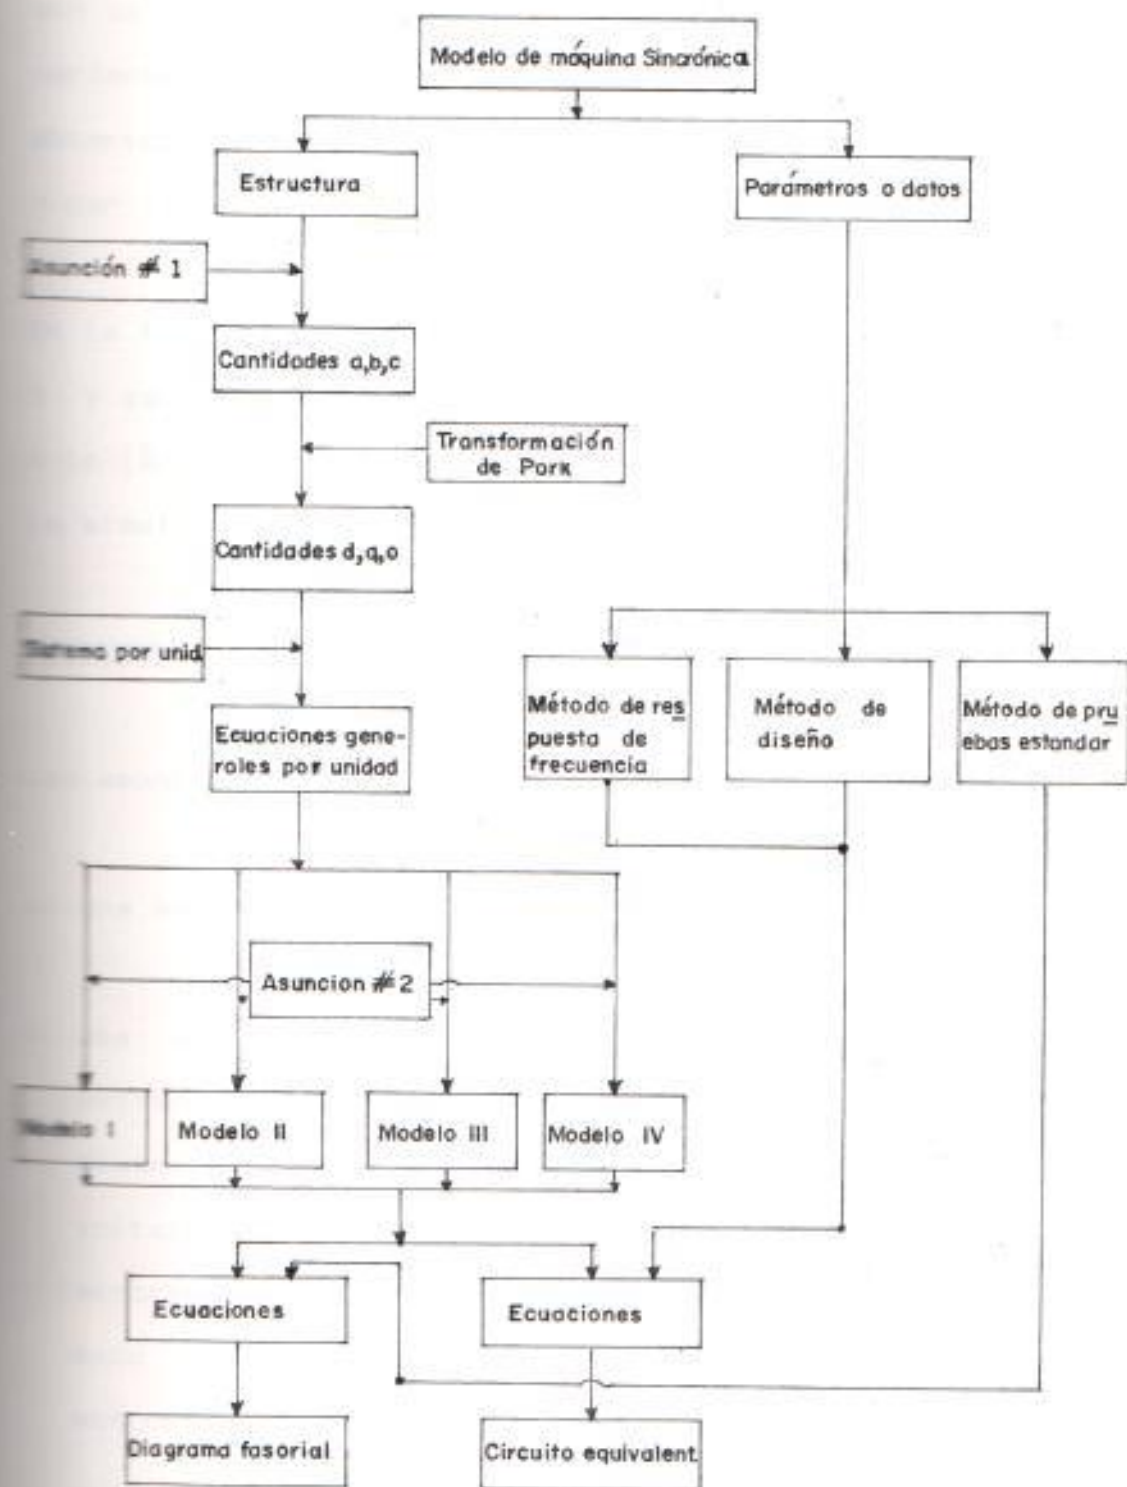 Modelo de máquina Sincrónica
Estructura
Parámetros o datos
# 1
Cantidades a,b,c
Transformación
de Park
Cantidades d,q,o
por unid.
Ecuaciones gene-
rales por unidad
Método de res
puesta de
frecuencia
Método de
diseño
Método de pru
ebas estandar
Asuncion #2
Modelo II
Modelo III
Modelo IV
Ecuaciones
Ecuaciones
Diagrama fasorial
Circuito equivalent.